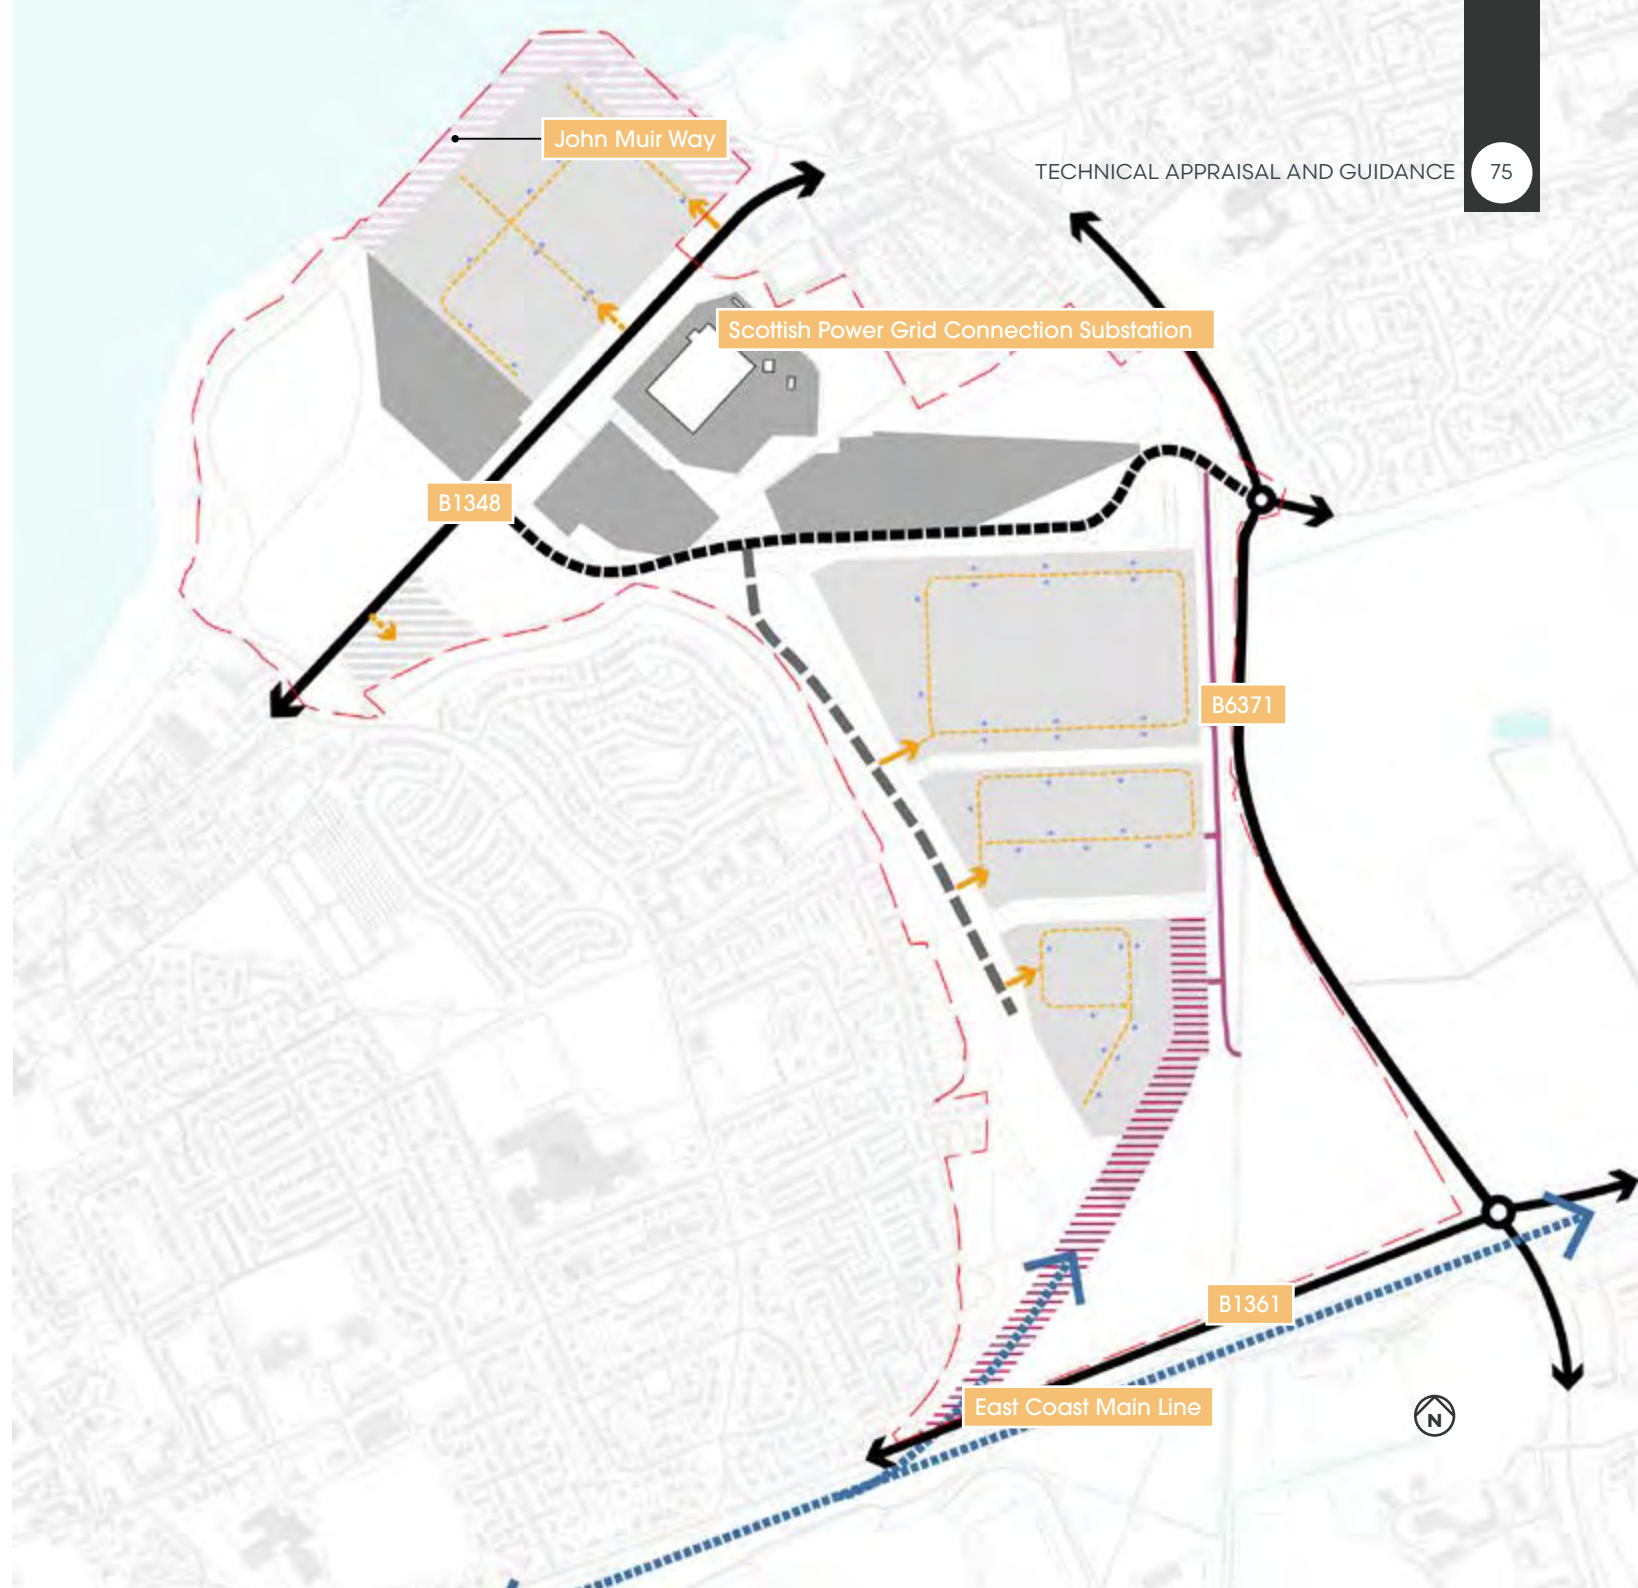 John Muir Way
TECHNICAL APPRAISAL AND GUIDANCE 75
Scottish Power Grid Connection Substation
B1348
B6371
B1361
East Coast Main Line
N